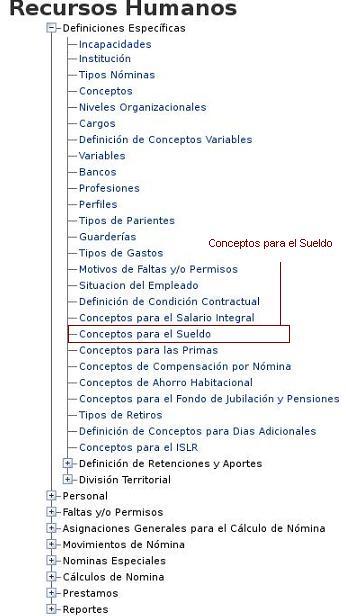 Recursos Humanos
Definiciones Específicas
Incapacidades
Institución
Tipos Nóminas
Conceptos
Niveles Organizacionales
Cargos
Definición de Conceptos Variables
Variables
Bancos
Profesiones
Perfiles
Tipos de Parientes
Guarderías
Conceptos para el Sueldo
Tipos de Gastos
Motivos de Faltas y/o Permisos
Situacion del Empleado
Definición de Condición Contractual
Conceptos para el Salario Integral
Conceptos para el Sueldo
Conceptos para las Primas
Conceptos de Compensación por Nómina
Conceptos de Ahorro Habitacional
Conceptos para el Fondo de Jubilación y Pensiones
Tipos de Retiros
Definición de Conceptos para Dias Adicionales
Conceptos para el ISLR
Definición de Retenciones y Aportes
División Territorial
Personal
Faltas y/o Permisos
Asignaciones Generales para el Cálculo de Nómina
Movimientos de Nómina
Nominas Especiales
Cálculos de Nomina
Prestamos
Reportes